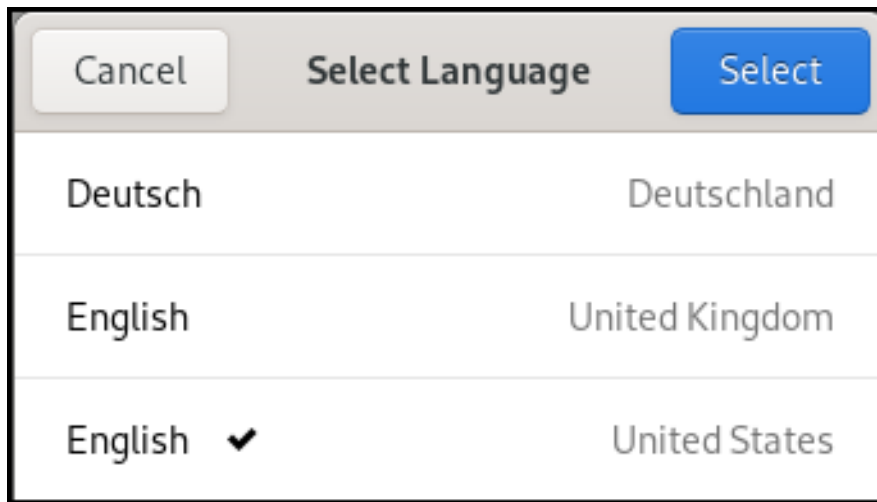 Cancel Select Language Select
Deutsch Deutschland
English United Kingdom
English United States